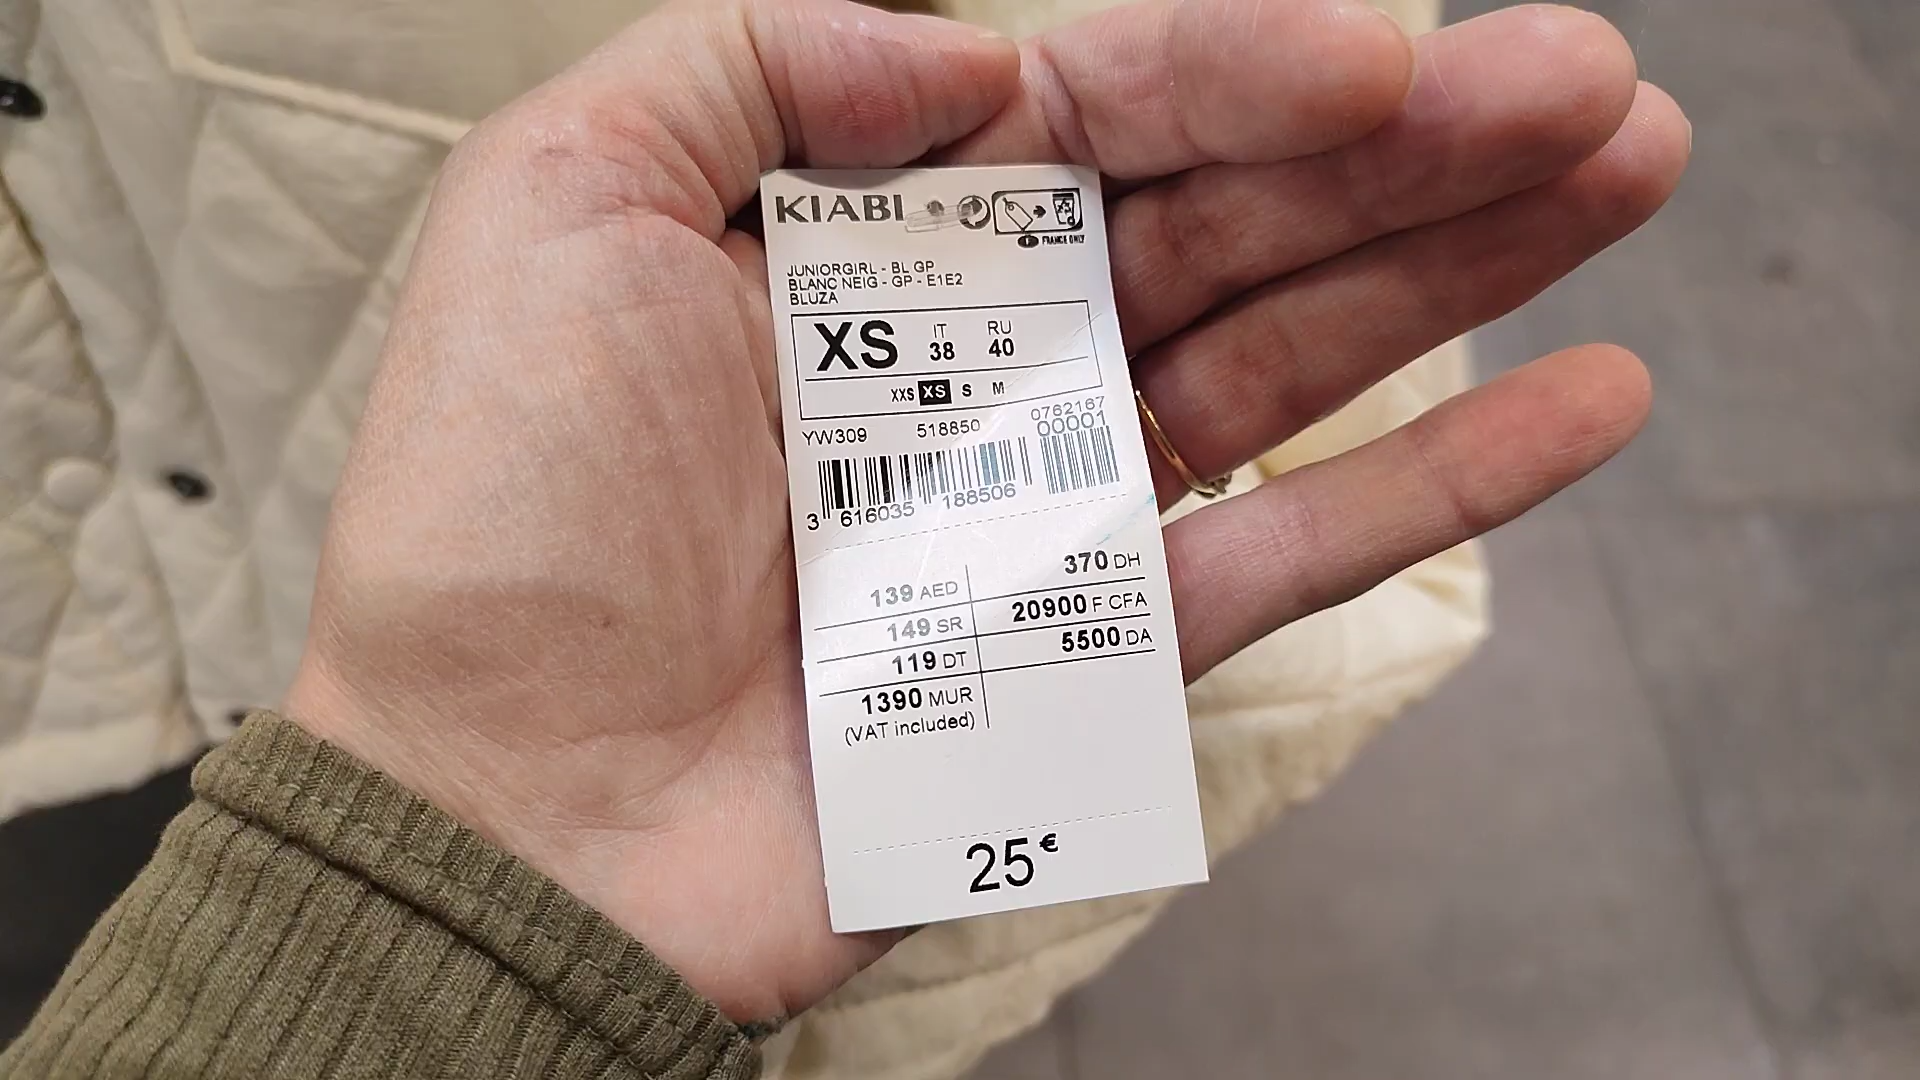 KIABI
FRANCE ONLY
JUNIORGIRL - BL GP
BLANC NEIG - GP - E1E2
BLUZA
XS IT 38 RU 40
XXS XS S M
0762167
YW309 518850 00001
3 616035 188506
139 AED 370 DH
149 SR 20900 F CFA
119 DT 5500 DA
1390 MUR
(VAT included)
25€